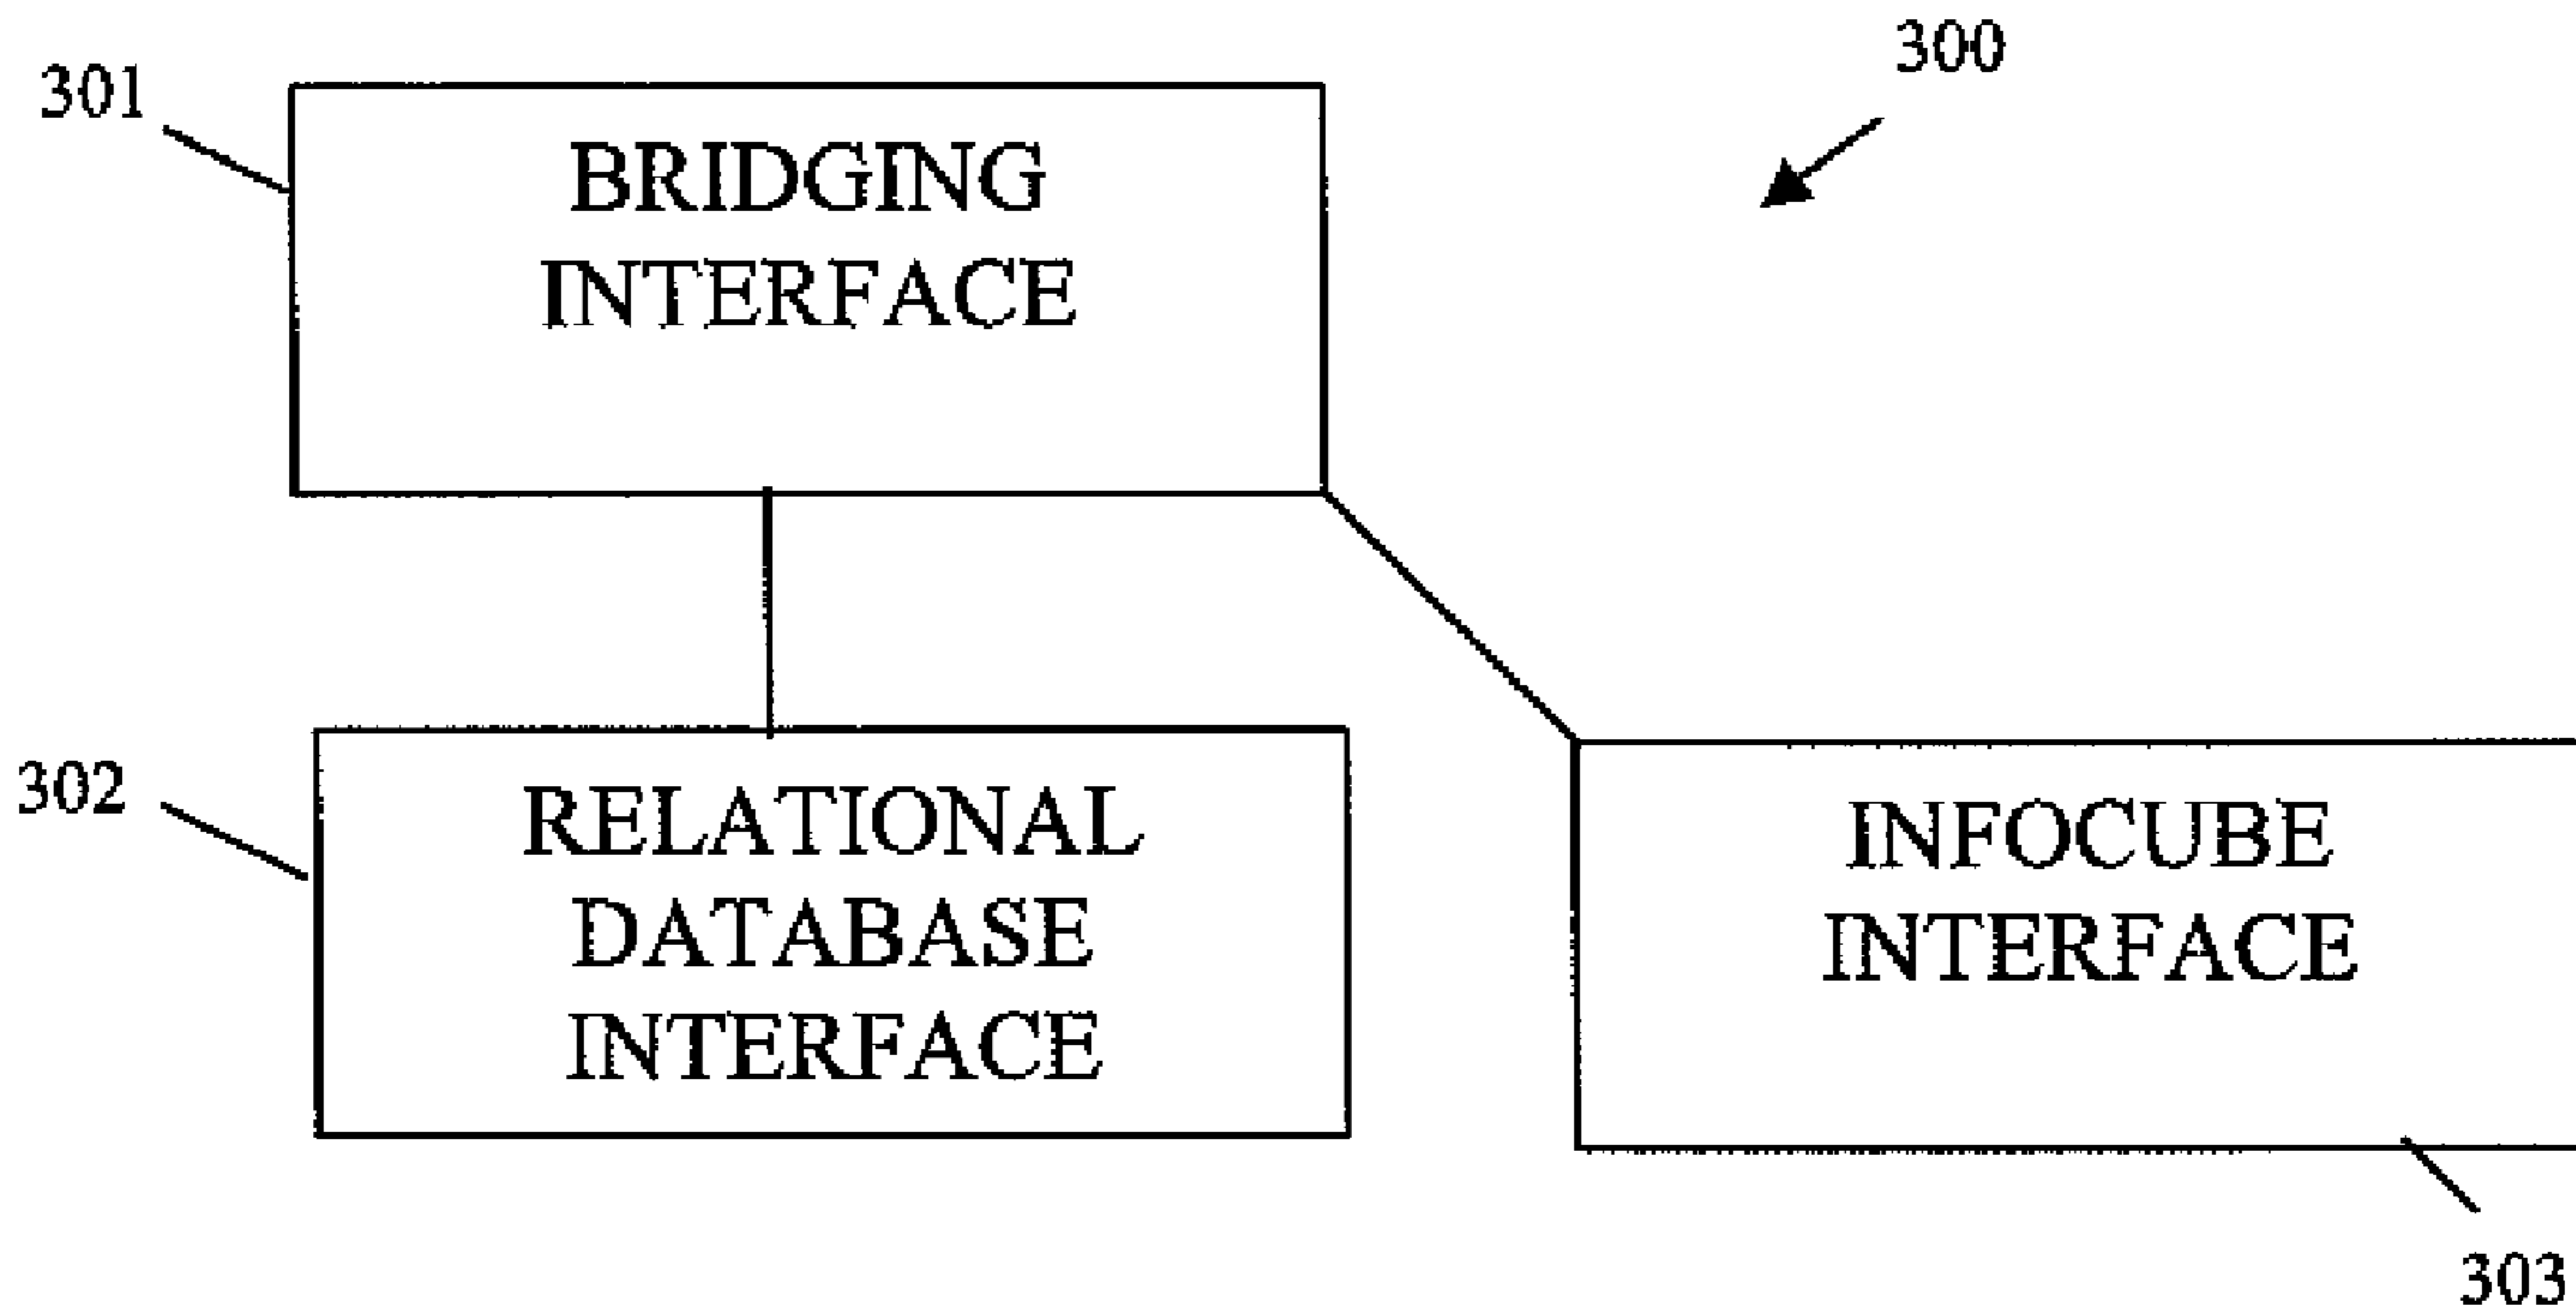 300
301
BRIDGING
INTERFACE
302
RELATIONAL
DATABASE
INTERFACE
INFOCUBE
INTERFACE
303